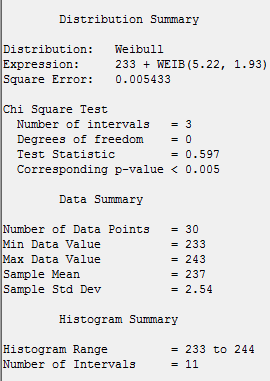 Distribution Summary
Distribution: Weibull
Expression: 233 + WEIB(5.22, 1.93)
Square Error: 0.005433
Chi Square Test
Number of intervals = 3
Degrees of freedom = 0
Test Statistic = 0.597
Corresponding p-value < 0.005
Data Summary
Number of Data Points = 30
Min Data Value = 233
Max Data Value = 243
Sample Mean = 237
Sample Std Dev = 2.54
Histogram Summary
Histogram Range = 233 to 244
Number of Intervals = 11